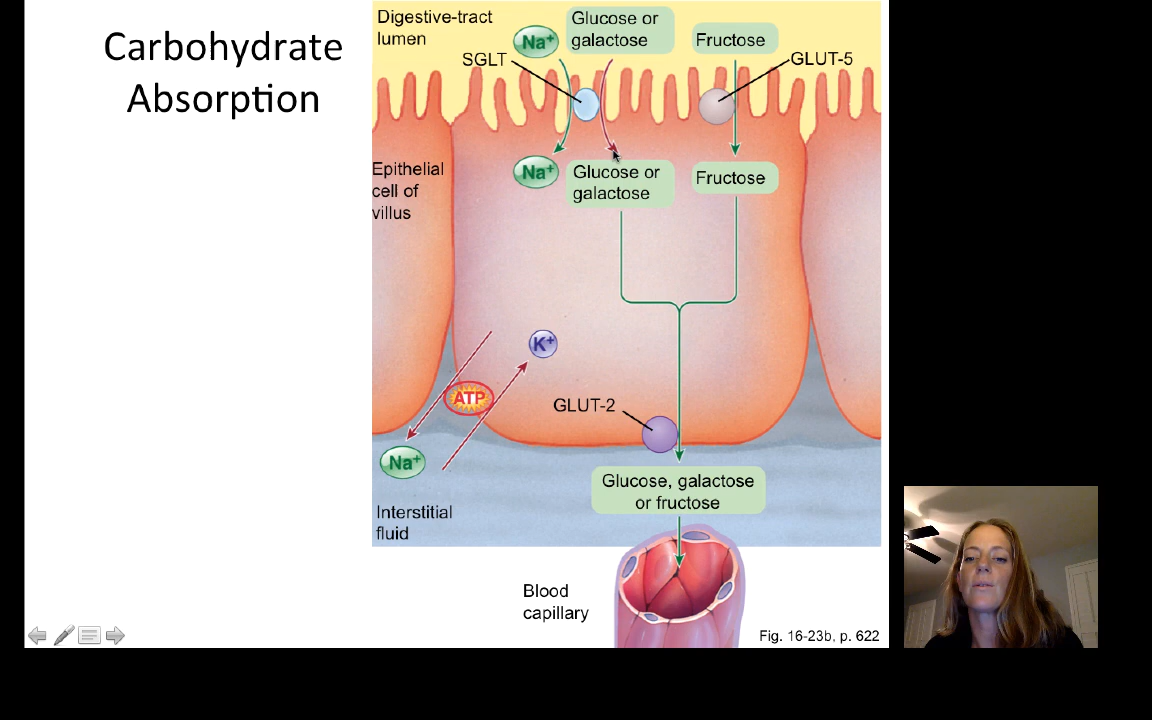 Carbohydrate
Absorption
Digestive-tract
lumen
Na+
Glucose or
galactose
Fructose
SGLT
GLUT-5
Epithelial
cell of
villus
Na+
Glucose or
galactose
Fructose
K+
ATP
GLUT-2
Na+
Glucose, galactose
or fructose
Interstitial
fluid
Blood
capillary
Fig. 16-23b, p. 622